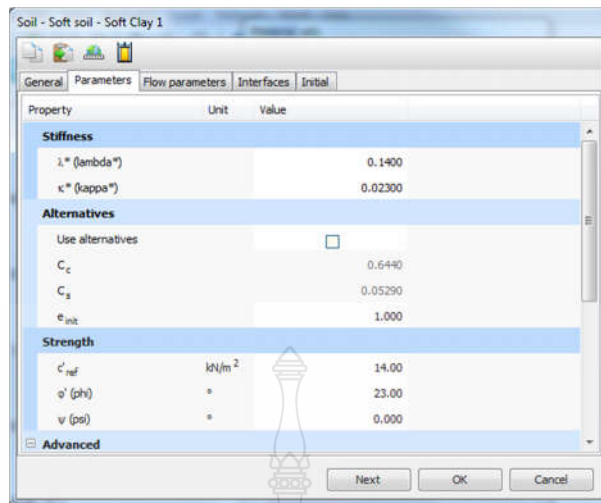 Soil - Soft soil - Soft Clay 1
General Parameters Flow parameters Interfaces Initial
Property Unit Value
Stiffness
λ* (lambda*) 0.1400
κ* (kappa*) 0.02300
Alternatives
Use alternatives
Cc 0.6440
Cs 0.05290
einit 1.000
Strength
c'ref kN/m² 14.00
φ' (phi) ° 23.00
ψ (psi) ° 0.000
Advanced
Next OK Cancel